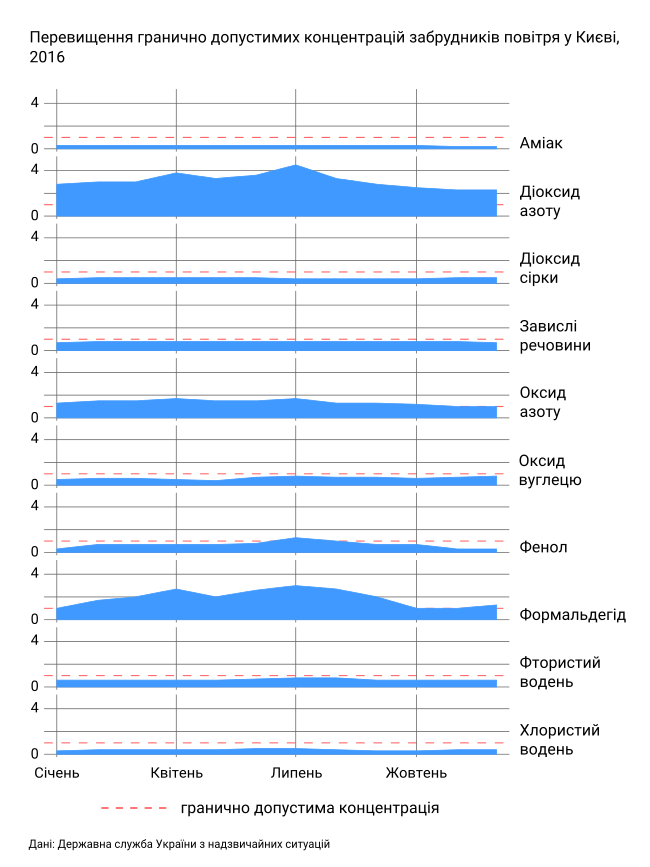 Перевищення гранично допустимих концентрацій забрудників повітря у Києві,
2016
4
0
Аміак
4
0
Діоксид
азоту
4
0
Діоксид
сірки
4
0
Завислі
речовини
4
0
Оксид
азоту
4
0
Оксид
вуглецю
4
0
Фенол
4
0
Формальдегід
4
0
Фтористий
водень
4
0
Хлористий
водень
Січень Квітень Липень Жовтень
гранично допустима концентрація
Дані: Державна служба України з надзвичайних ситуацій